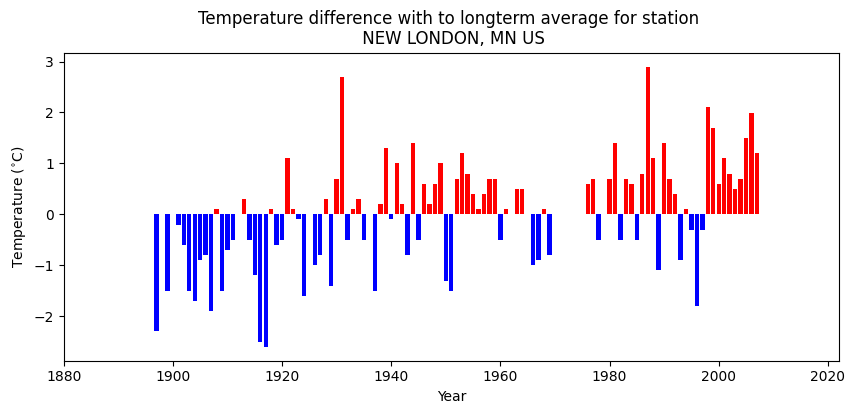 Temperature difference with to longterm average for station
NEW LONDON, MN US
3
2
1
0
−1
−2
Temperature (°C)
1880 1900 1920 1940 1960 1980 2000 2020
Year